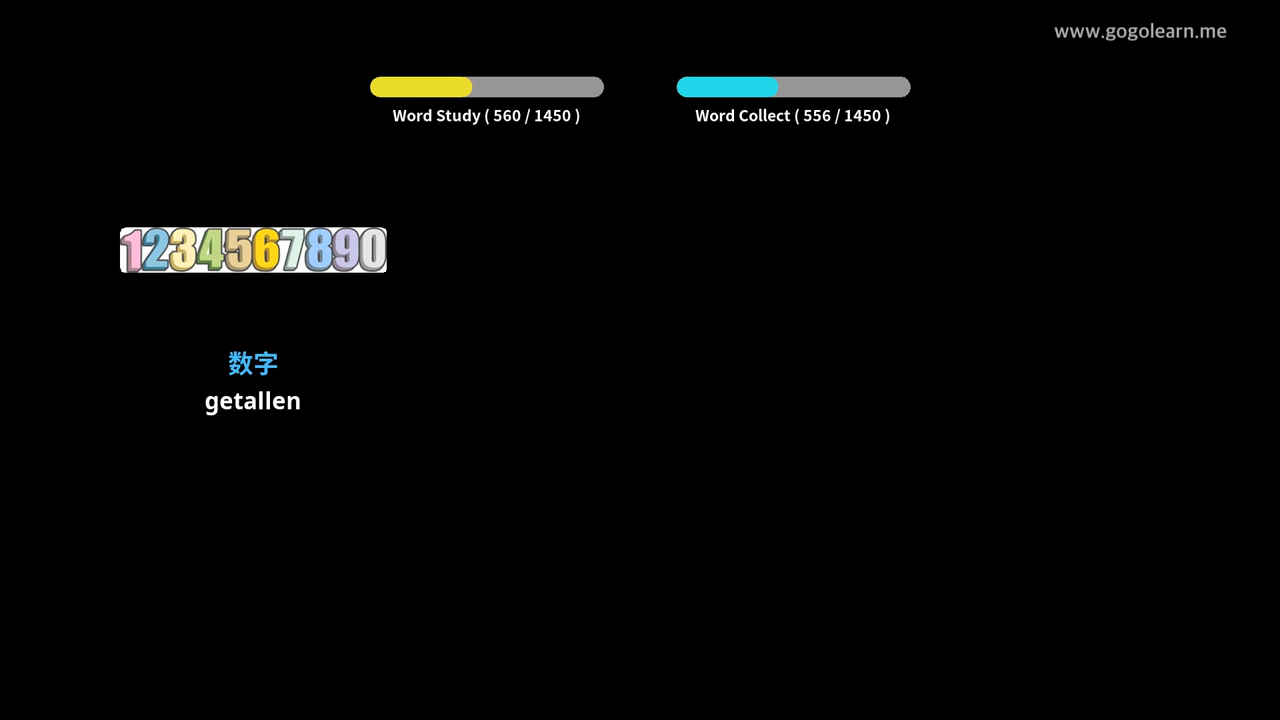 www.gogolearn.me
Word Study ( 560 / 1450 )
Word Collect ( 556 / 1450 )
1234567890
数字
getallen